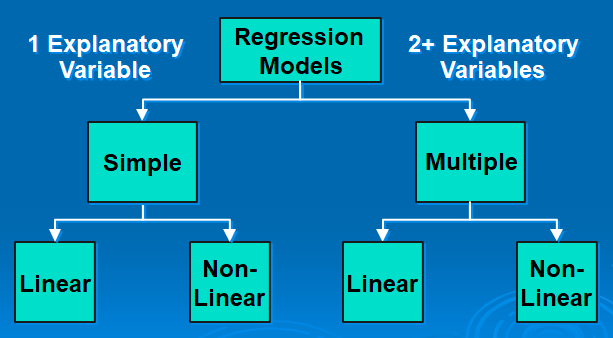 1 Explanatory
Variable
Regression
Models
2+ Explanatory
Variables
Simple
Multiple
Linear
Non-
Linear
Linear
Non-
Linear